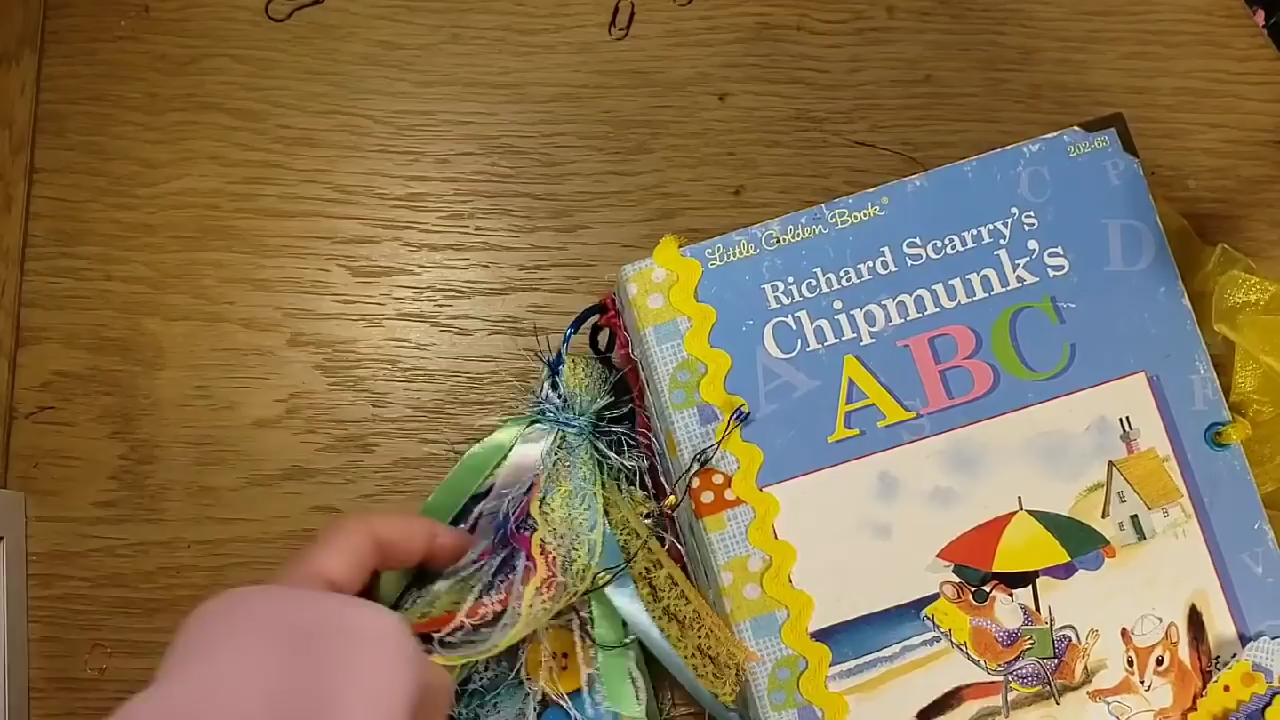 202-63
Little Golden Book®
Richard Scarry's
Chipmunk's
ABC
C
P
D
A
S
F
V